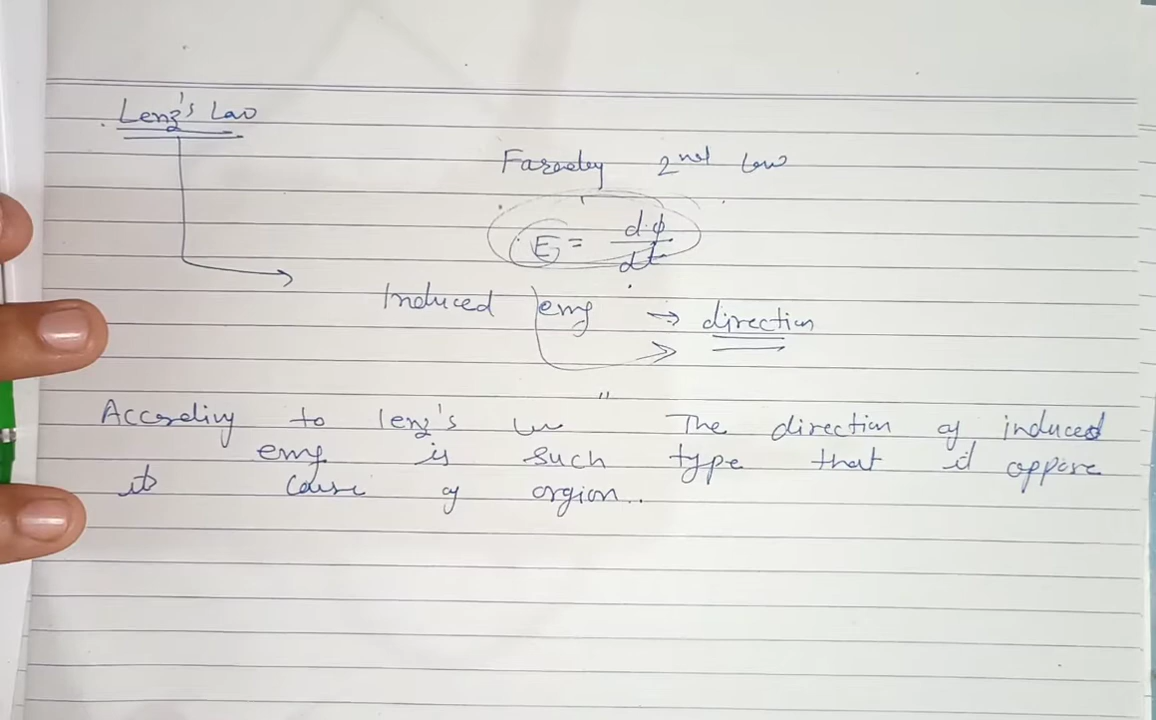 Lenz's Law
Faraday 2nd law
E = dφ/dt
Induced emf → direction
According to lenz's law " The direction of induced
emf is such type that it oppose
its cause of orgion..